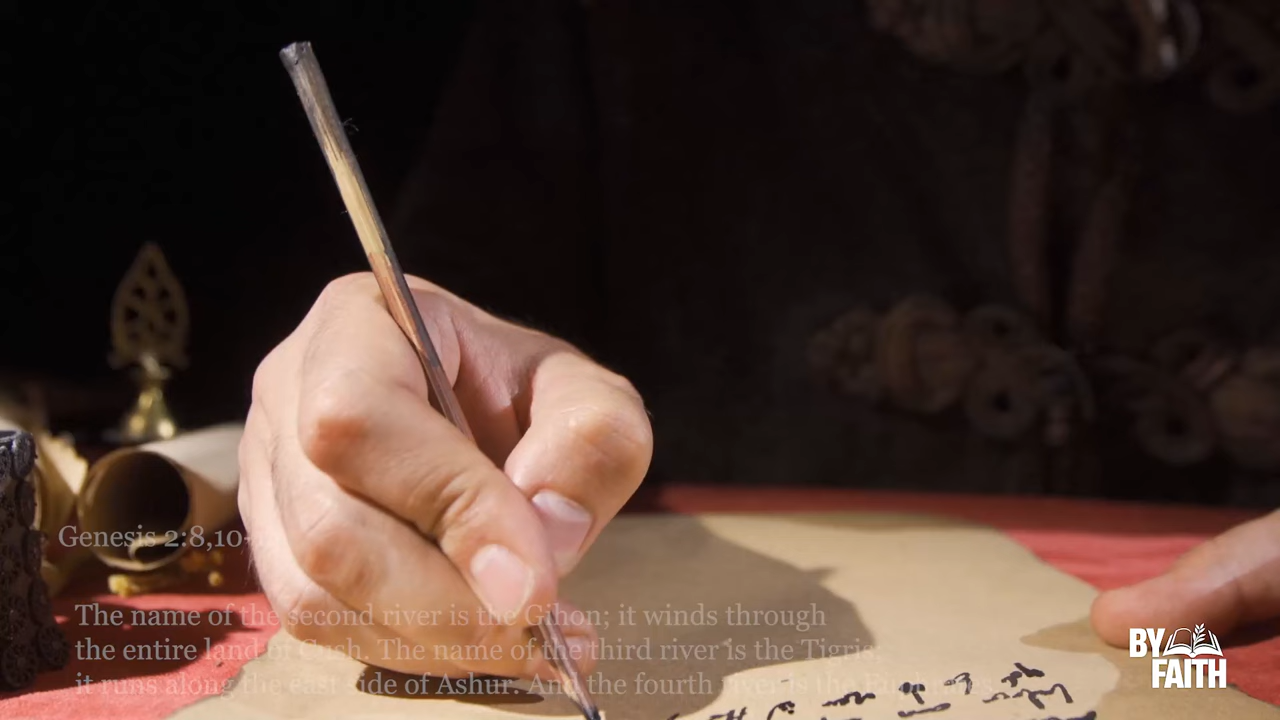 Genesis 2:8,10-
The name of the second river is the Gihon; it winds through
the entire land of Cush. The name of the third river is the Tigris;
it runs along the east side of Ashur. And the fourth river is the Euphrates.
BY
FAITH